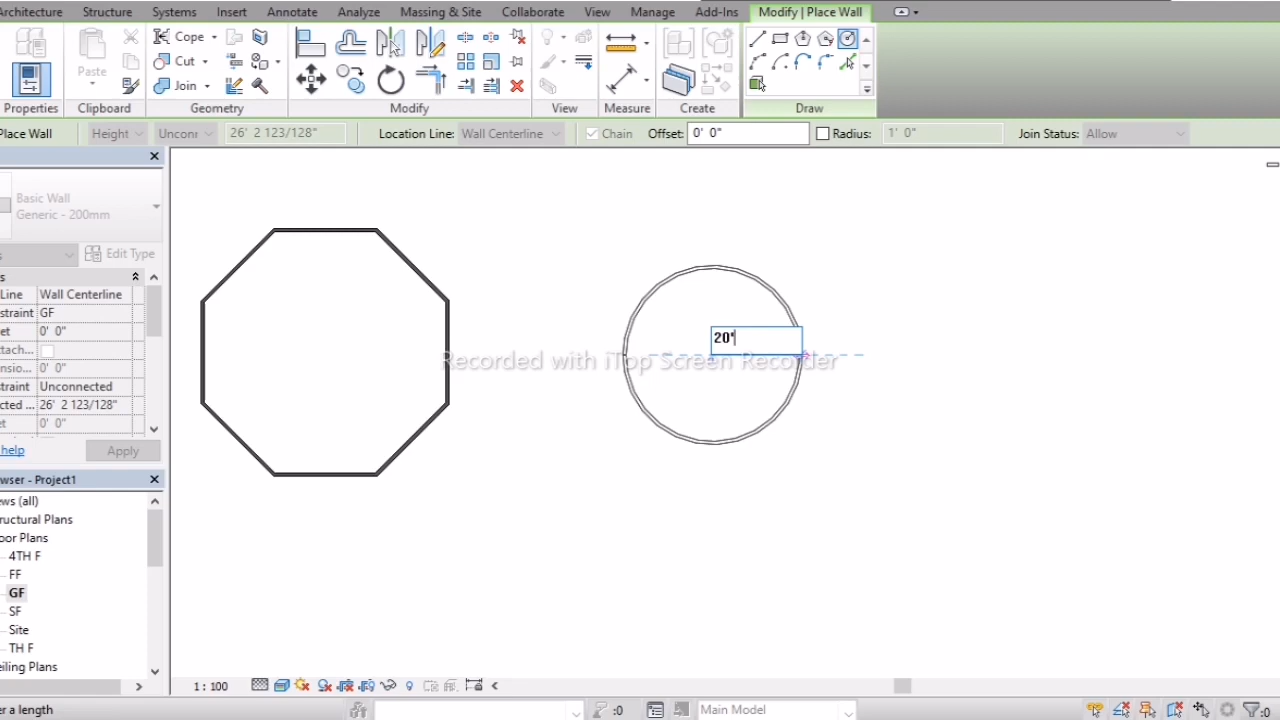 Architecture Structure Systems Insert Annotate Analyze Massing & Site Collaborate View Manage Add-Ins Modify | Place Wall
Cope
Cut
Join
Paste
Properties Clipboard Geometry Modify View Measure Create Draw
Place Wall Height Uncon 26' 2 123/128" Location Line: Wall Centerline Chain Offset: 0' 0" Radius: 1' 0" Join Status: Allow
Basic Wall
Generic - 200mm
s Edit Type
s
Line Wall Centerline
straint GF
et 0' 0"
ttach...
nsio... 0' 0"
straint Unconnected
cted ... 26' 2 123/128"
et 0' 0"
help Apply
wser - Project1
ews (all)
ructural Plans
oor Plans
4TH F
FF
GF
SF
Site
TH F
eiling Plans
20'
Recorded with iTop Screen Recorder
1 : 100
er a length :0 Main Model :0